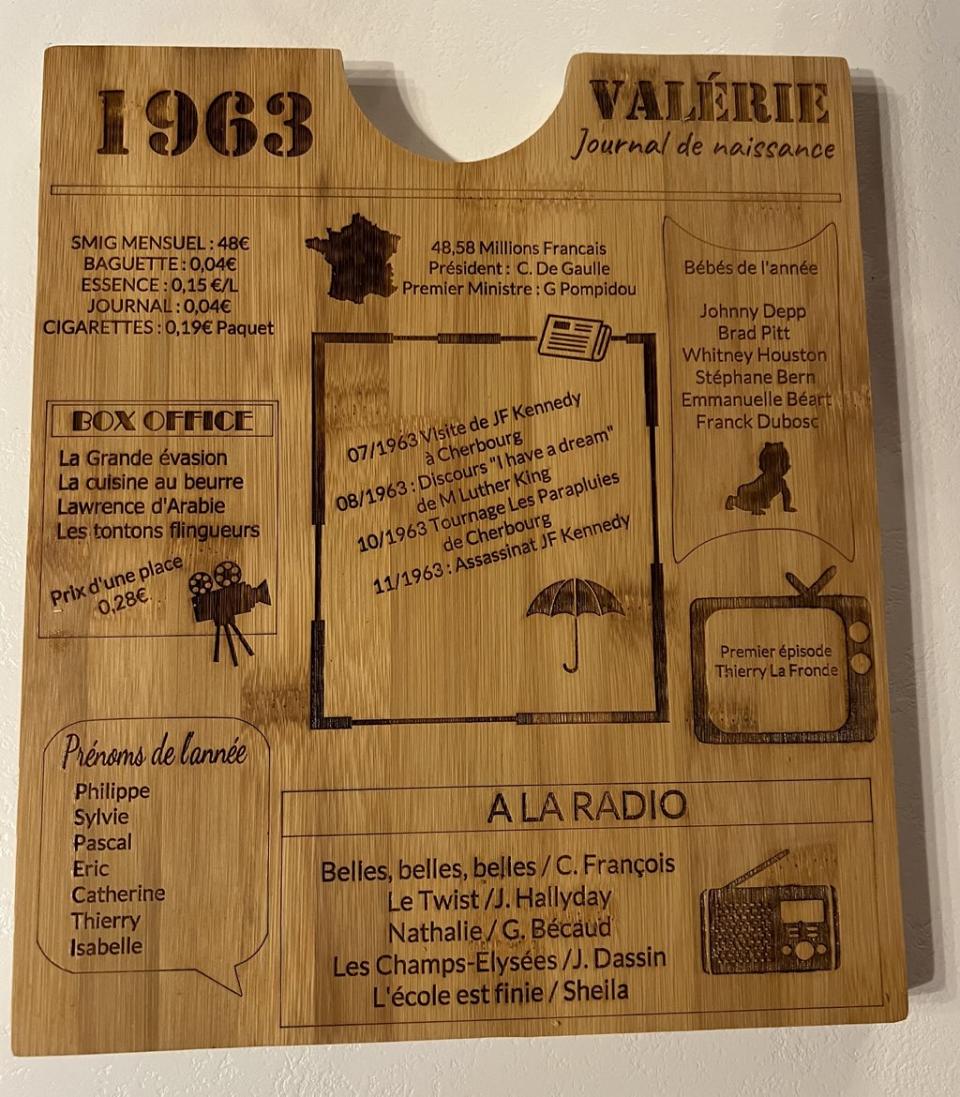 1963
VALÉRIE
Journal de naissance
SMIG MENSUEL : 48€
BAGUETTE : 0,04€
ESSENCE : 0,15 €/L
JOURNAL : 0,04€
CIGARETTES : 0,19€ Paquet
48,58 Millions Francais
Président : C. De Gaulle
Premier Ministre : G Pompidou
Bébés de l'année
Johnny Depp
Brad Pitt
Whitney Houston
Stéphane Bern
Emmanuelle Béart
Franck Dubosc
BOX OFFICE
La Grande évasion
La cuisine au beurre
Lawrence d'Arabie
Les tontons flingueurs
Prix d'une place
0,28€
07/1963 Visite de JF Kennedy
à Cherbourg
08/1963 : Discours "I have a dream"
de M Luther King
10/1963 Tournage Les Parapluies
de Cherbourg
11/1963 : Assassinat JF Kennedy
Premier épisode
Thierry La Fronde
Prénoms de l'année
Philippe
Sylvie
Pascal
Eric
Catherine
Thierry
Isabelle
A LA RADIO
Belles, belles, belles / C. François
Le Twist /J. Hallyday
Nathalie / G. Bécaud
Les Champs-Elysées /J. Dassin
L'école est finie / Sheila